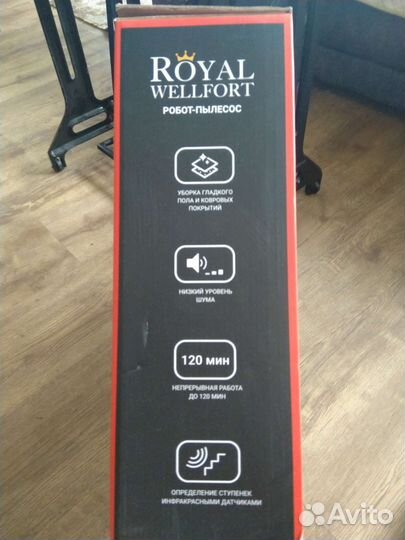 ROYAL
WELLFORT
РОБОТ-ПЫЛЕСОС
УБОРКА ГЛАДКОГО
ПОЛА И КОВРОВЫХ
ПОКРЫТИЙ
НИЗКИЙ УРОВЕНЬ
ШУМА
120 МИН
НЕПРЕРЫВНАЯ РАБОТА
ДО 120 МИН
ОПРЕДЕЛЕНИЕ СТУПЕНЕК
ИНФРАКРАСНЫМИ ДАТЧИКАМИ
Avito